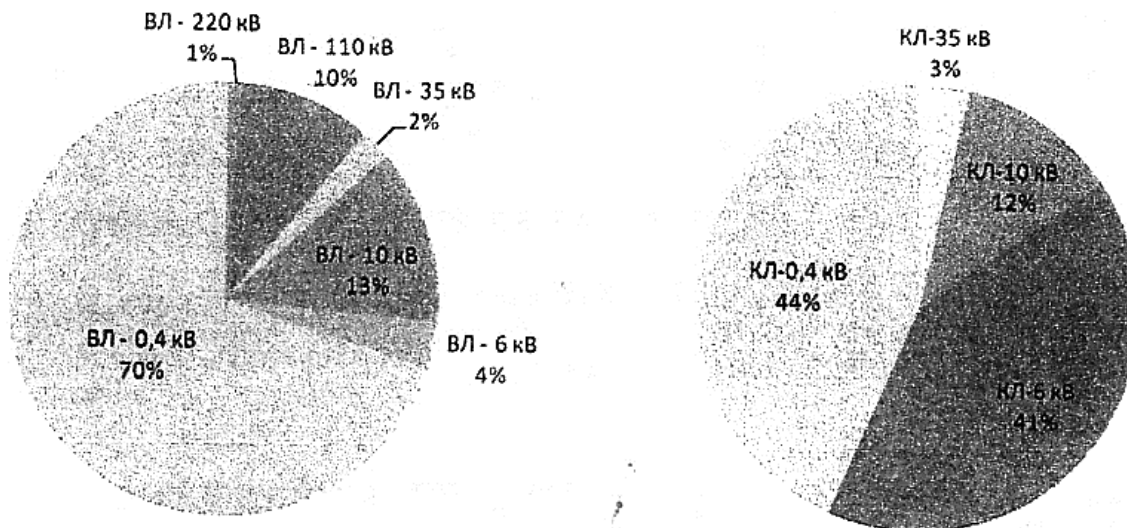 ВЛ - 220 кВ
1%
ВЛ - 110 кВ
10%
ВЛ - 35 кВ
2%
ВЛ - 10 кВ
13%
ВЛ - 6 кВ
4%
ВЛ - 0,4 кВ
70%
КЛ-35 кВ
3%
КЛ-10 кВ
12%
КЛ-6 кВ
41%
КЛ-0,4 кВ
44%